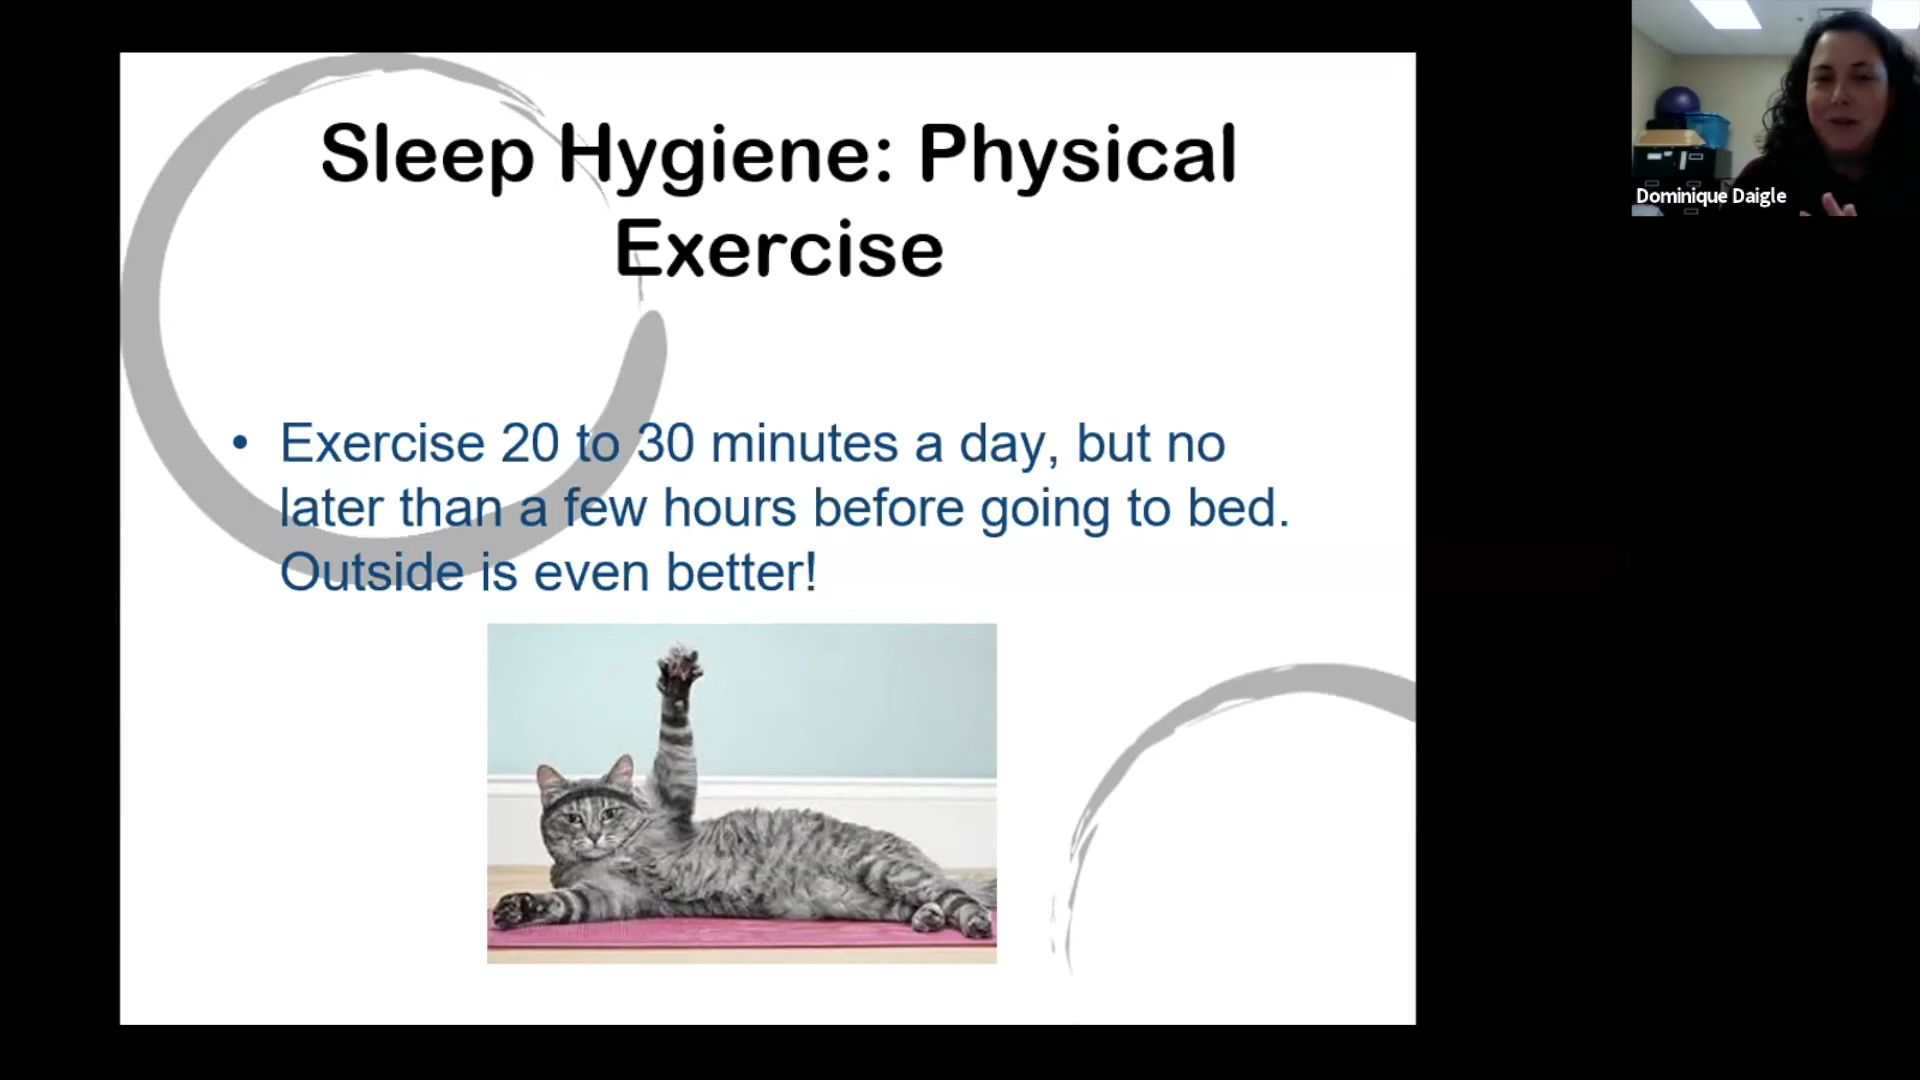 Sleep Hygiene: Physical
Exercise
• Exercise 20 to 30 minutes a day, but no
later than a few hours before going to bed.
Outside is even better!
Dominique Daigle